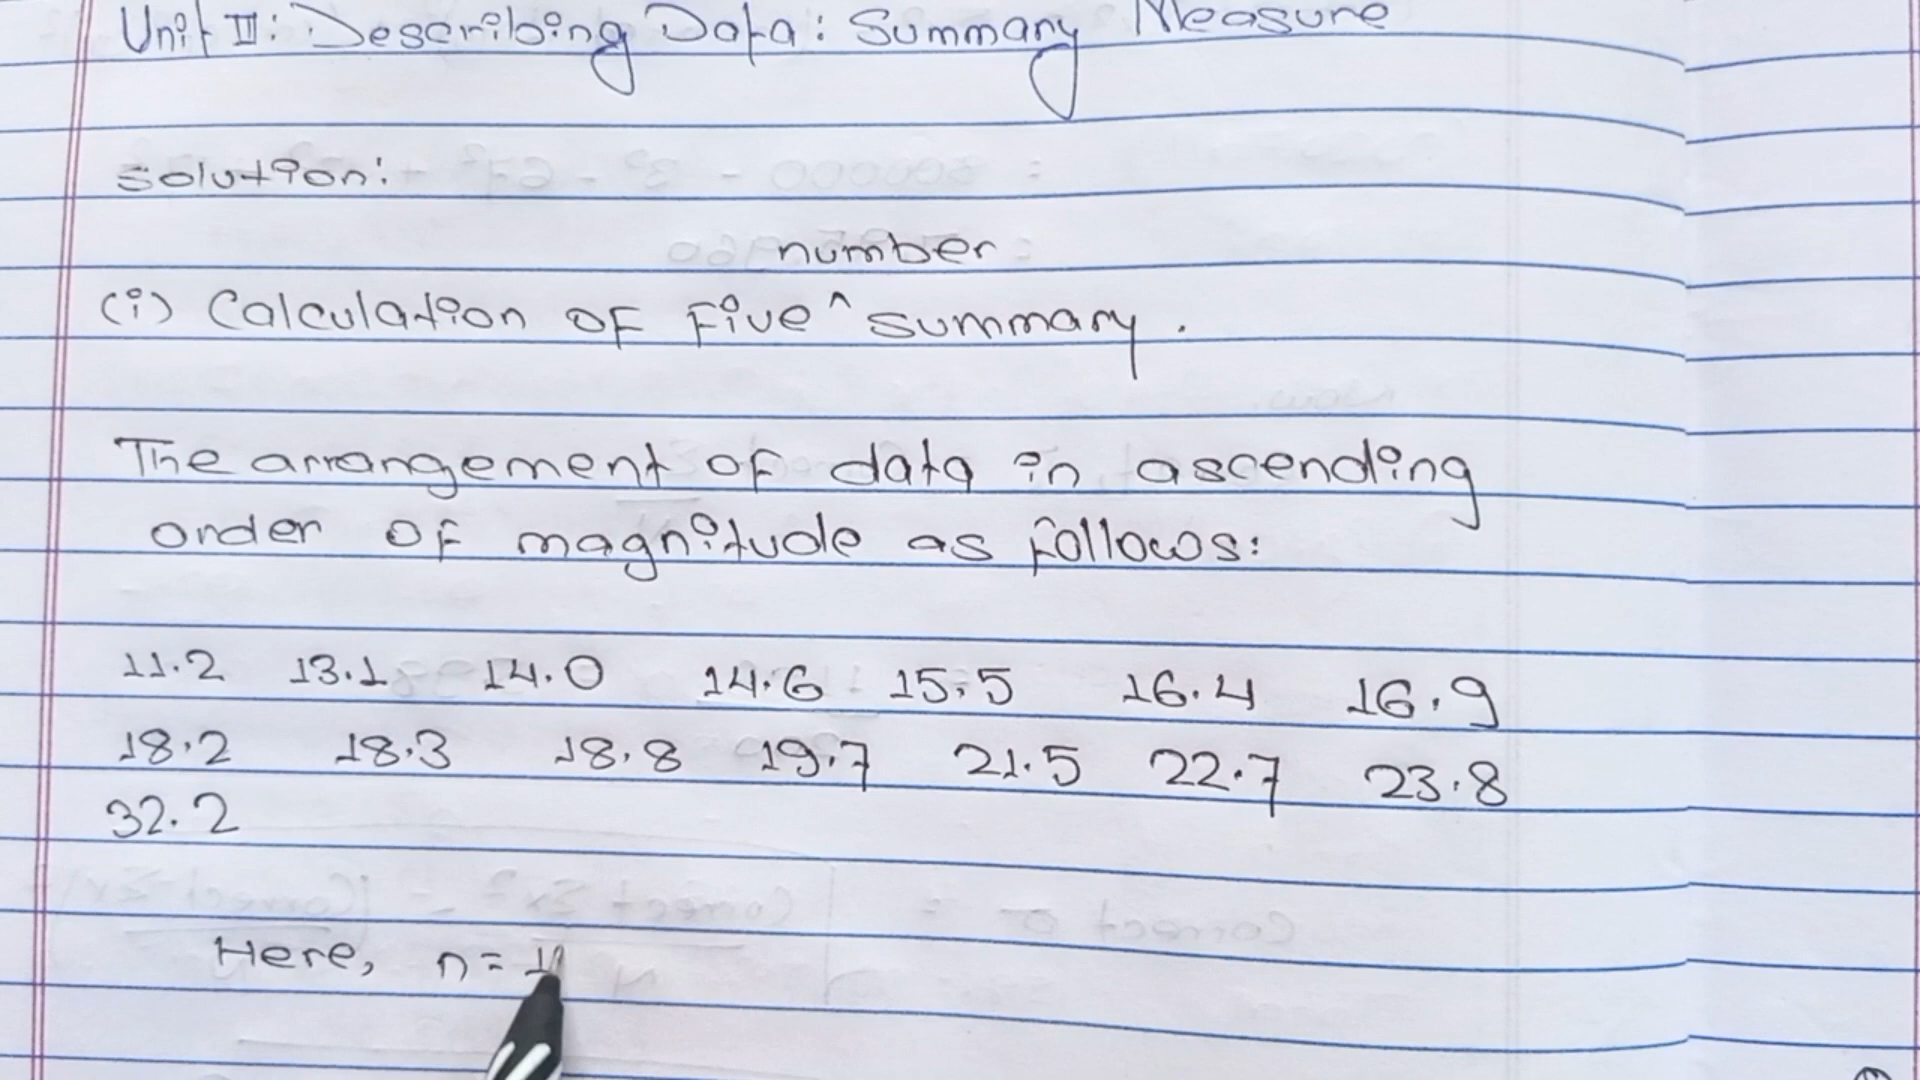 Unit III: Describing Data: Summary Measure
solution:
number
(i) Calculation of Five ^ summary.
The arrangement of data in ascending
order of magnitude as follows:
11.2 13.1 14.0 14.6 15.5 16.4 16.9
18.2 18.3 18.8 19.7 21.5 22.7 23.8
32.2
Here, n =